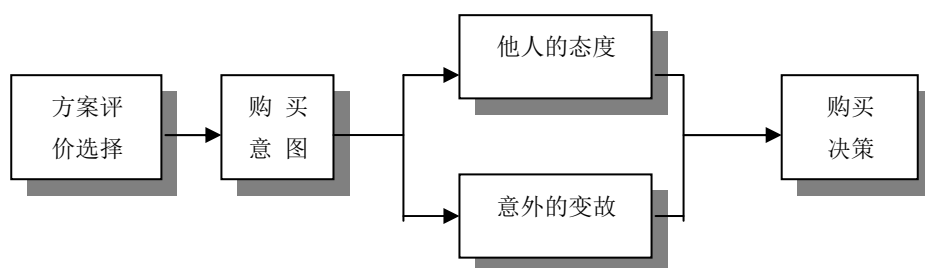 方案评
价选择
购 买
意 图
他人的态度
意外的变故
购买
决策